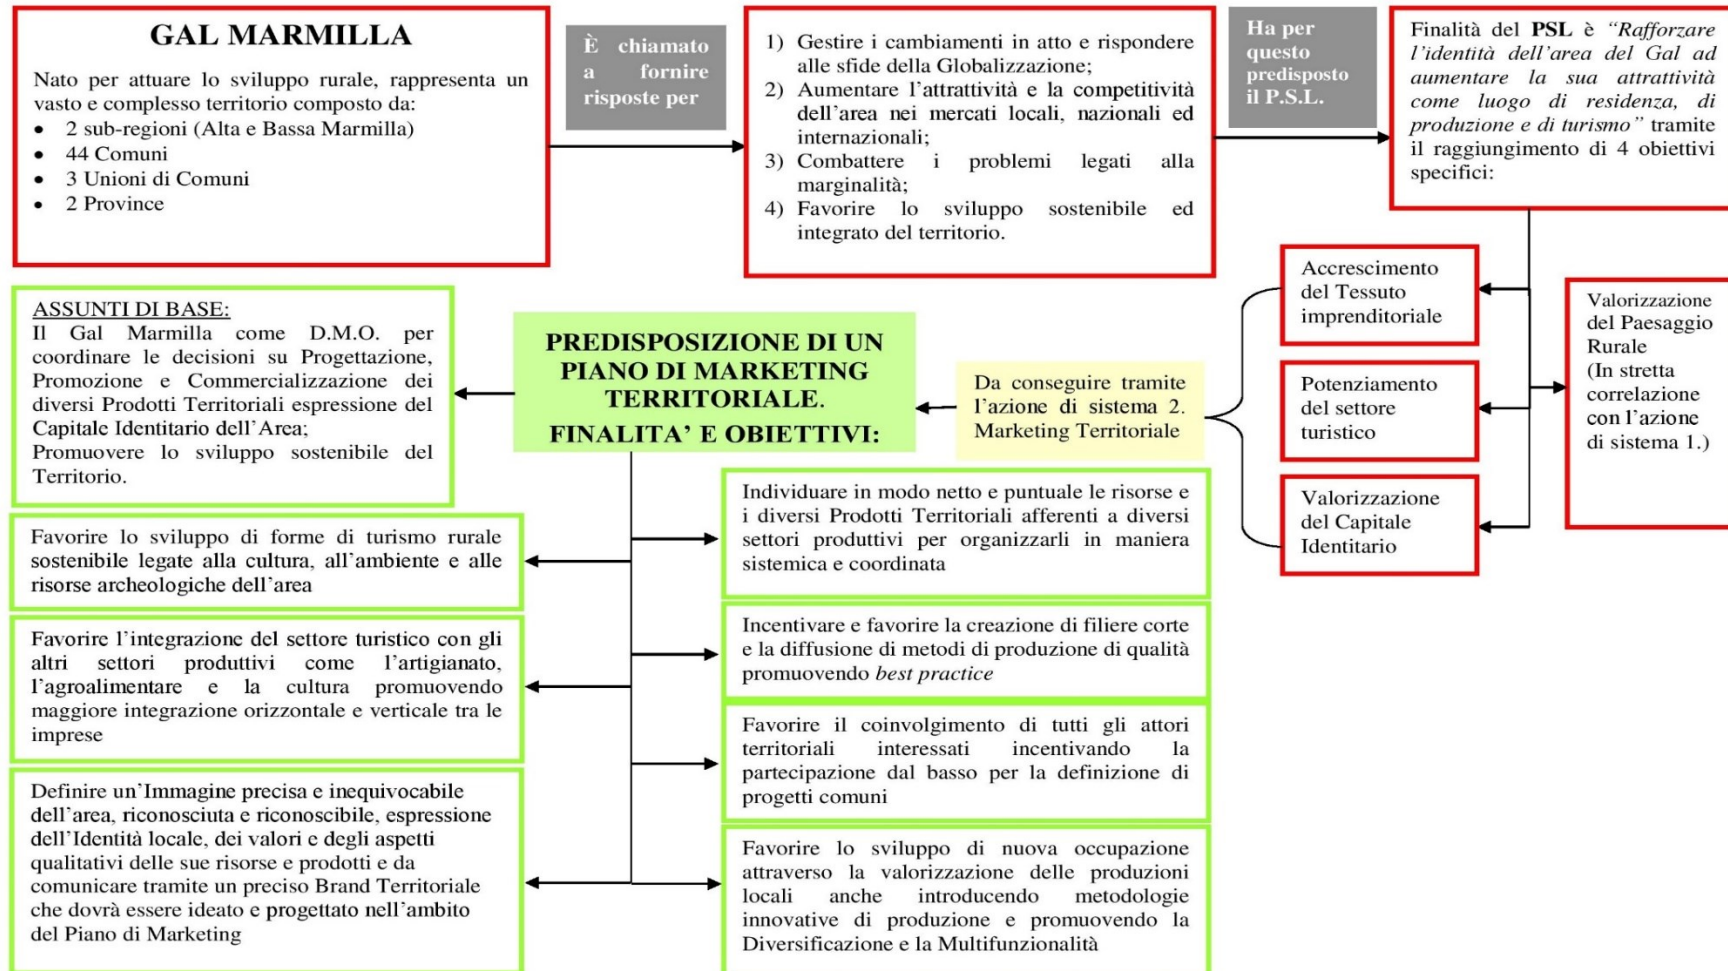 GAL MARMILLA
Nato per attuare lo sviluppo rurale, rappresenta un
vasto e complesso territorio composto da:
• 2 sub-regioni (Alta e Bassa Marmilla)
• 44 Comuni
• 3 Unioni di Comuni
• 2 Province
È chiamato
a fornire
risposte per
1) Gestire i cambiamenti in atto e rispondere
alle sfide della Globalizzazione;
2) Aumentare l'attrattività e la competitività
dell'area nei mercati locali, nazionali ed
internazionali;
3) Combattere i problemi legati alla
marginalità;
4) Favorire lo sviluppo sostenibile ed
integrato del territorio.
Ha per
questo
predisposto
il P.S.L.
Finalità del PSL è “Rafforzare
l'identità dell'area del Gal ad
aumentare la sua attrattività
come luogo di residenza, di
produzione e di turismo” tramite
il raggiungimento di 4 obiettivi
specifici:
Accrescimento
del Tessuto
imprenditoriale
Potenziamento
del settore
turistico
Valorizzazione
del Capitale
Identitario
Valorizzazione
del Paesaggio
Rurale
(In stretta
correlazione
con l'azione
di sistema 1.)
Da conseguire tramite
l'azione di sistema 2.
Marketing Territoriale
PREDISPOSIZIONE DI UN
PIANO DI MARKETING
TERRITORIALE.
FINALITA' E OBIETTIVI:
ASSUNTI DI BASE:
Il Gal Marmilla come D.M.O. per
coordinare le decisioni su Progettazione,
Promozione e Commercializzazione dei
diversi Prodotti Territoriali espressione del
Capitale Identitario dell'Area;
Promuovere lo sviluppo sostenibile del
Territorio.
Favorire lo sviluppo di forme di turismo rurale
sostenibile legate alla cultura, all'ambiente e alle
risorse archeologiche dell'area
Favorire l'integrazione del settore turistico con gli
altri settori produttivi come l'artigianato,
l'agroalimentare e la cultura promuovendo
maggiore integrazione orizzontale e verticale tra le
imprese
Definire un'Immagine precisa e inequivocabile
dell'area, riconosciuta e riconoscibile, espressione
dell'Identità locale, dei valori e degli aspetti
qualitativi delle sue risorse e prodotti e da
comunicare tramite un preciso Brand Territoriale
che dovrà essere ideato e progettato nell'ambito
del Piano di Marketing
Individuare in modo netto e puntuale le risorse e
i diversi Prodotti Territoriali afferenti a diversi
settori produttivi per organizzarli in maniera
sistemica e coordinata
Incentivare e favorire la creazione di filiere corte
e la diffusione di metodi di produzione di qualità
promuovendo best practice
Favorire il coinvolgimento di tutti gli attori
territoriali interessati incentivando la
partecipazione dal basso per la definizione di
progetti comuni
Favorire lo sviluppo di nuova occupazione
attraverso la valorizzazione delle produzioni
locali anche introducendo metodologie
innovative di produzione e promuovendo la
Diversificazione e la Multifunzionalità